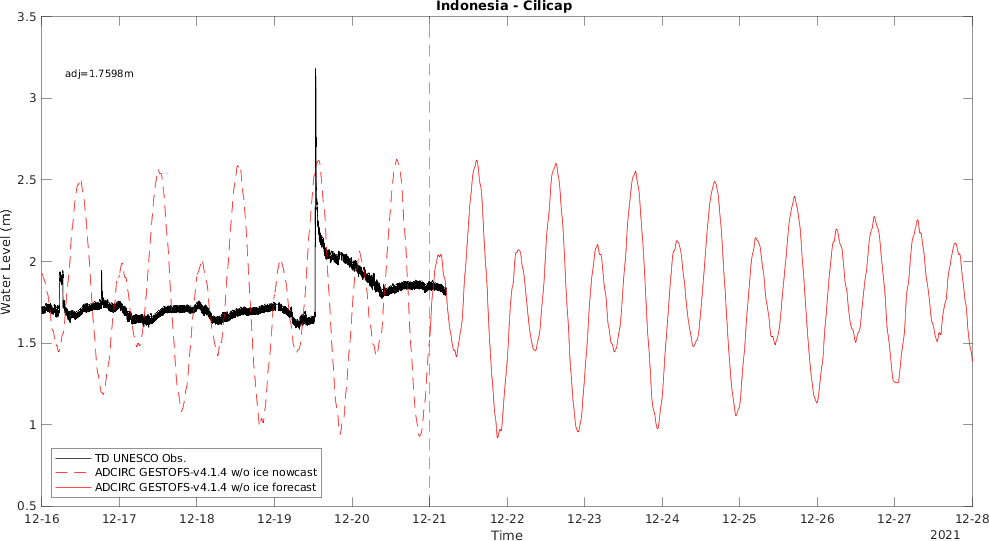 Indonesia - Cilicap
3.5
3
2.5
2
1.5
1
0.5
Water Level (m)
adj=1.7598m
TD UNESCO Obs.
ADCIRC GESTOFS-v4.1.4 w/o ice nowcast
ADCIRC GESTOFS-v4.1.4 w/o ice forecast
12-16 12-17 12-18 12-19 12-20 12-21 12-22 12-23 12-24 12-25 12-26 12-27 12-28
Time
2021